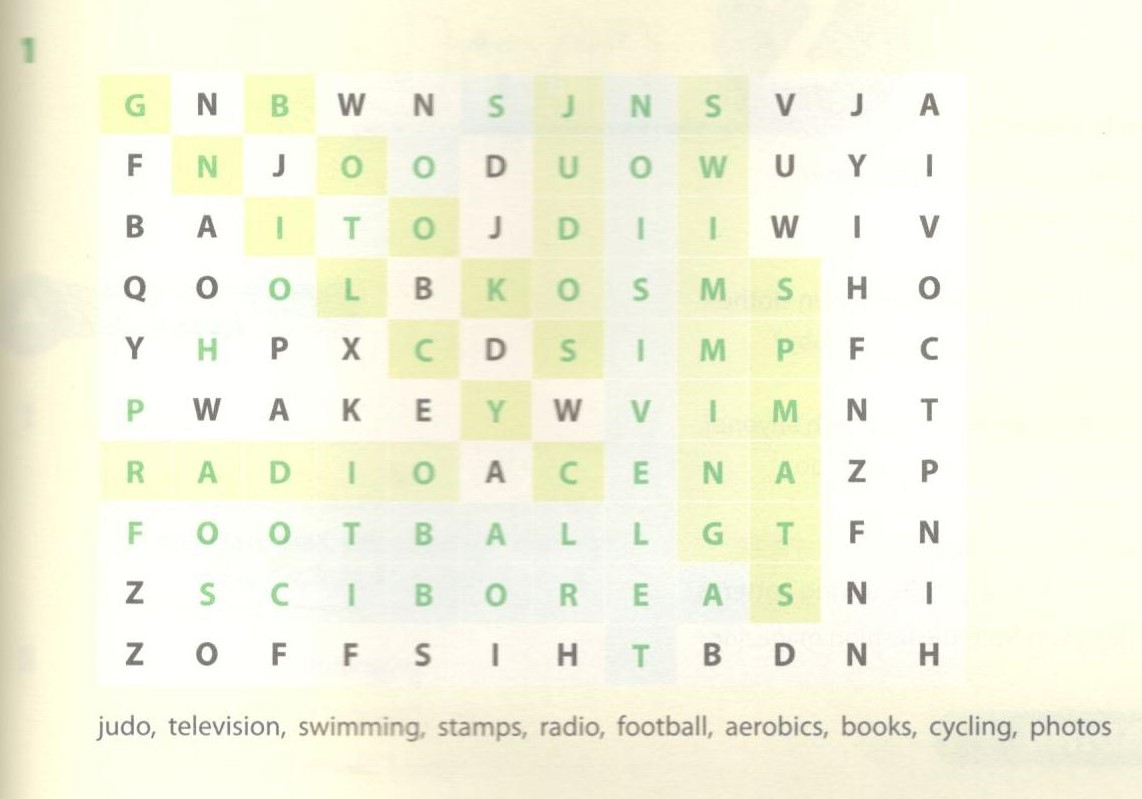 1
G N B W N S J N S V J A
F N J O O D U O W U Y I
B A I T O J D I I W I V
Q O O L B K O S M S H O
Y H P X C D S I M P F C
P W A K E Y W V I M N T
R A D I O A C E N A Z P
F O O T B A L L G T F N
Z S C I B O R E A S N I
Z O F F S I H T B D N H
judo, television, swimming, stamps, radio, football, aerobics, books, cycling, photos